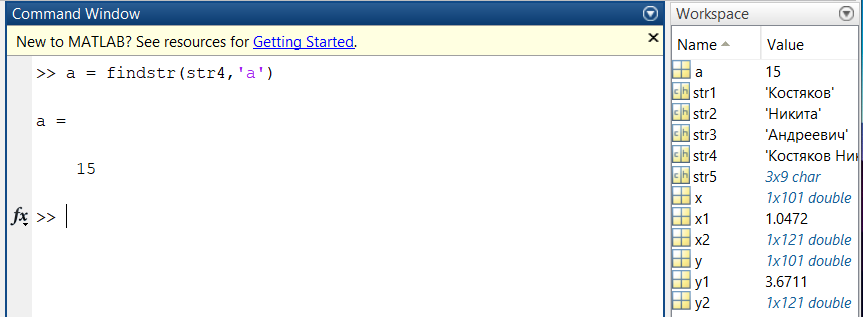 Command Window
New to MATLAB? See resources for Getting Started.
>> a = findstr(str4,'a')
a =
15
fx >>
Workspace
Name Value
a 15
str1 'Костяков'
str2 'Никита'
str3 'Андреевич'
str4 'Костяков Ник
str5 3x9 char
x 1x101 double
x1 1.0472
x2 1x121 double
y 1x101 double
y1 3.6711
y2 1x121 double